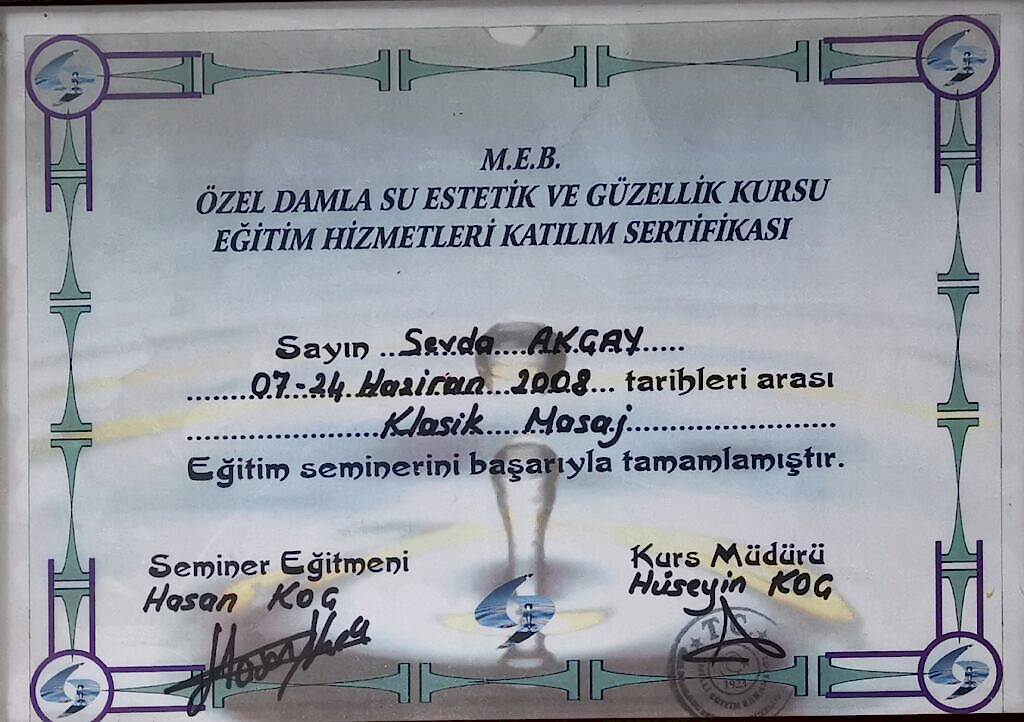 M.E.B.
ÖZEL DAMLA SU ESTETİK VE GÜZELLİK KURSU
EĞİTİM HİZMETLERİ KATILIM SERTİFİKASI
Sayın ..Sevda....AKÇAY.....
........07-24 Haziran 2008... tarihleri arası
........................Klasik....Masaj..........................
Eğitim seminerini başarıyla tamamlamıştır.
Seminer Eğitmeni
Hasan KOÇ
Kurs Müdürü
Hüseyin KOÇ
T.C
1923